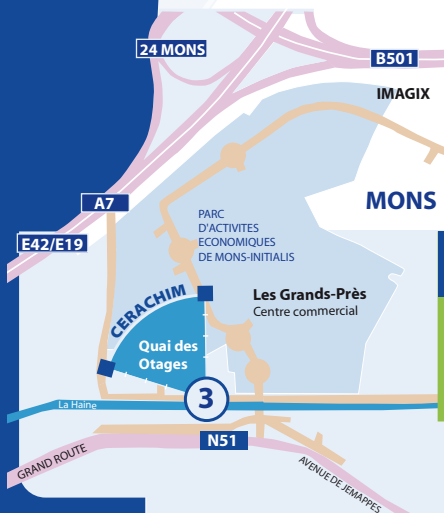 24 MONS
B501
IMAGIX
MONS
A7
E42/E19
PARC
D'ACTIVITES
ECONOMIQUES
DE MONS-INITIALIS
Les Grands-Près
Centre commercial
CERACHIM
Quai des
Otages
La Haine
3
N51
GRAND ROUTE
AVENUE DE JEMAPPES